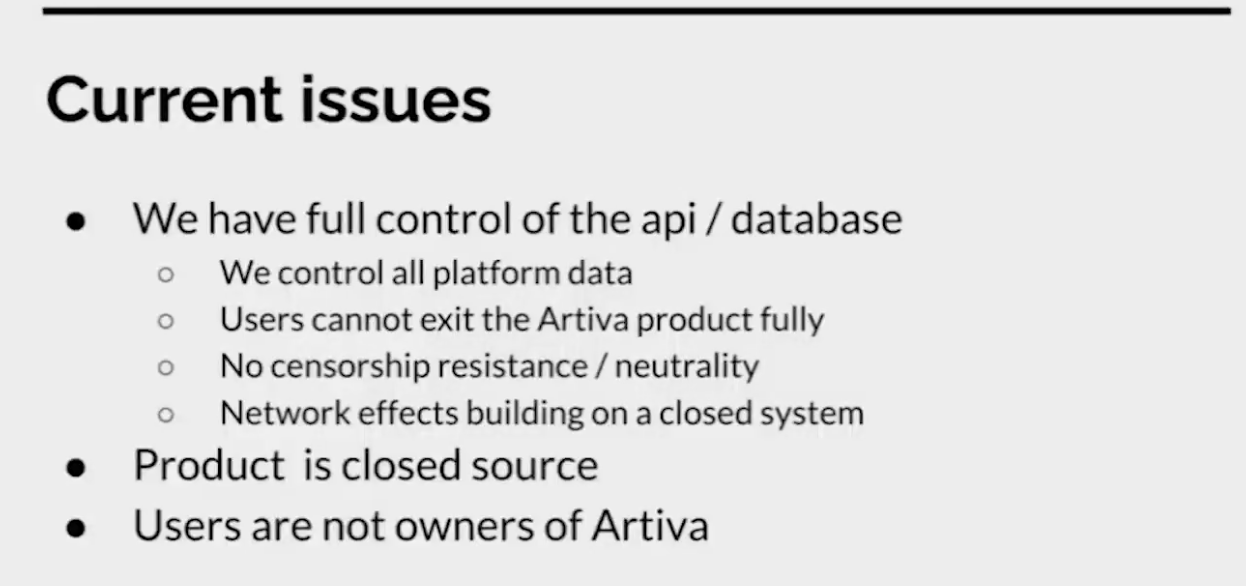 Current issues
● We have full control of the api / database
○ We control all platform data
○ Users cannot exit the Artiva product fully
○ No censorship resistance / neutrality
○ Network effects building on a closed system
● Product is closed source
● Users are not owners of Artiva